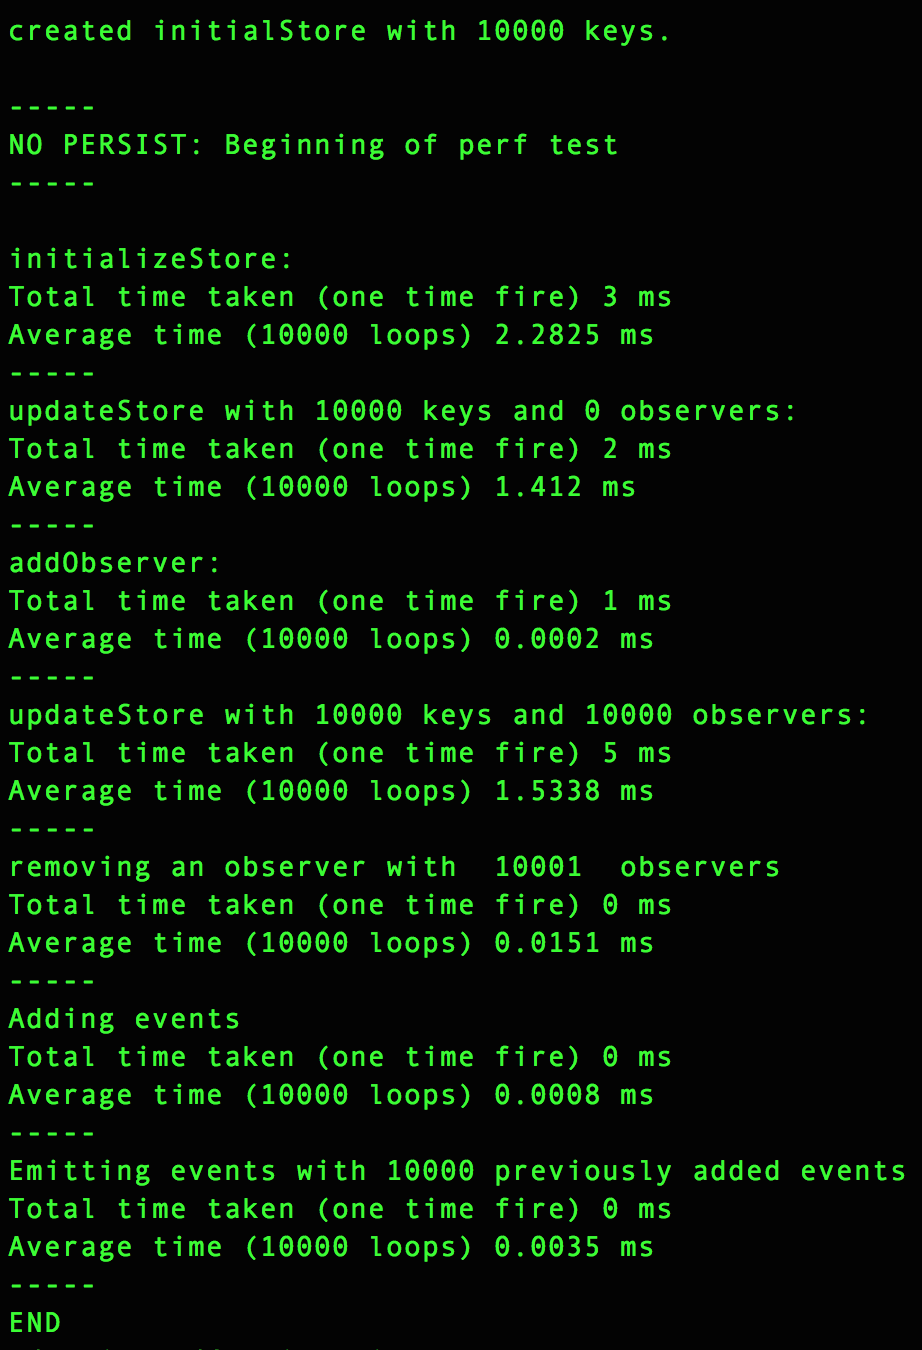 created initialStore with 10000 keys.
-----
NO PERSIST: Beginning of perf test
-----
initializeStore:
Total time taken (one time fire) 3 ms
Average time (10000 loops) 2.2825 ms
-----
updateStore with 10000 keys and 0 observers:
Total time taken (one time fire) 2 ms
Average time (10000 loops) 1.412 ms
-----
addObserver:
Total time taken (one time fire) 1 ms
Average time (10000 loops) 0.0002 ms
-----
updateStore with 10000 keys and 10000 observers:
Total time taken (one time fire) 5 ms
Average time (10000 loops) 1.5338 ms
-----
removing an observer with  10001  observers
Total time taken (one time fire) 0 ms
Average time (10000 loops) 0.0151 ms
-----
Adding events
Total time taken (one time fire) 0 ms
Average time (10000 loops) 0.0008 ms
-----
Emitting events with 10000 previously added events
Total time taken (one time fire) 0 ms
Average time (10000 loops) 0.0035 ms
-----
END